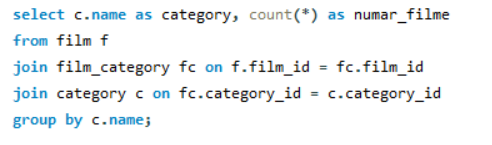 select c.name as category, count(*) as numar_filme
from film f
join film_category fc on f.film_id = fc.film_id
join category c on fc.category_id = c.category_id
group by c.name;